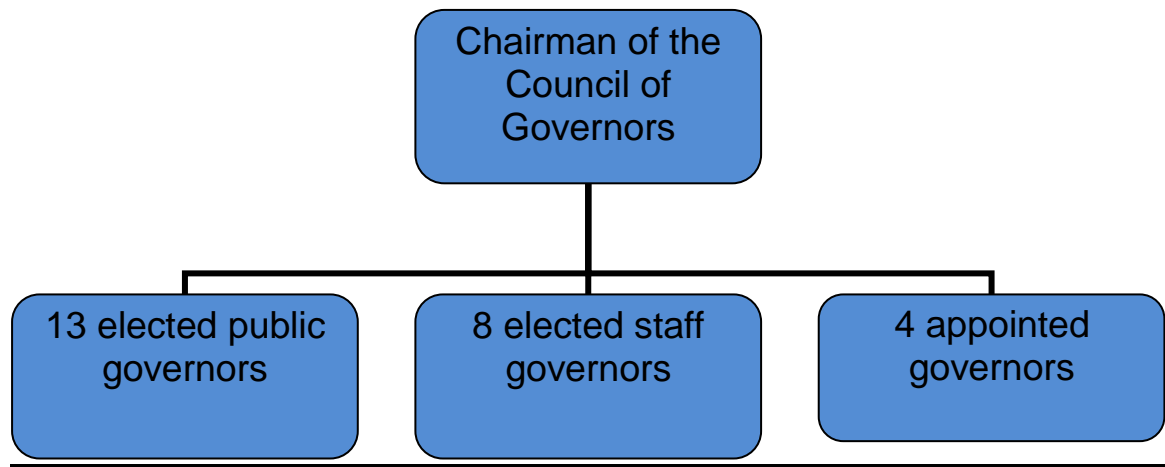 Chairman of the
Council of
Governors
13 elected public
governors
8 elected staff
governors
4 appointed
governors